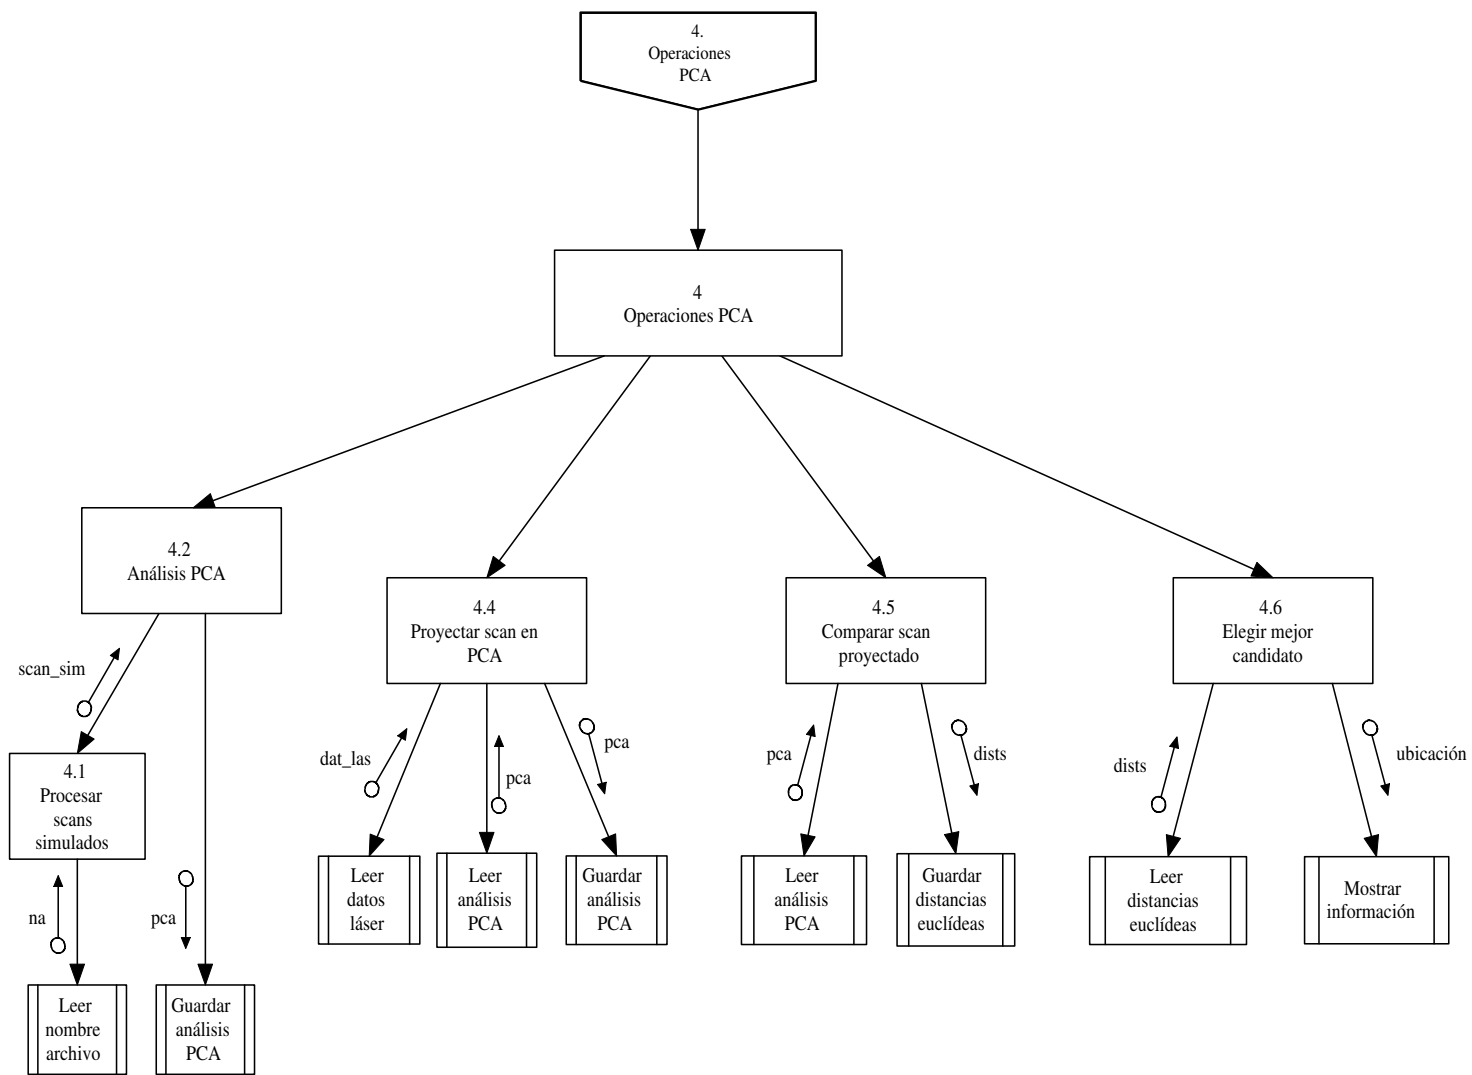 4.
Operaciones
PCA
4
Operaciones PCA
4.2
Análisis PCA
4.4
Proyectar scan en
PCA
4.5
Comparar scan
proyectado
4.6
Elegir mejor
candidato
scan_sim
dat_las
pca
pca
pca
dists
dists
ubicación
4.1
Procesar
scans
simulados
Leer
datos
láser
Leer
análisis
PCA
Guardar
análisis
PCA
Leer
análisis
PCA
Guardar
distancias
euclídeas
Leer
distancias
euclídeas
Mostrar
información
na
pca
Leer
nombre
archivo
Guardar
análisis
PCA